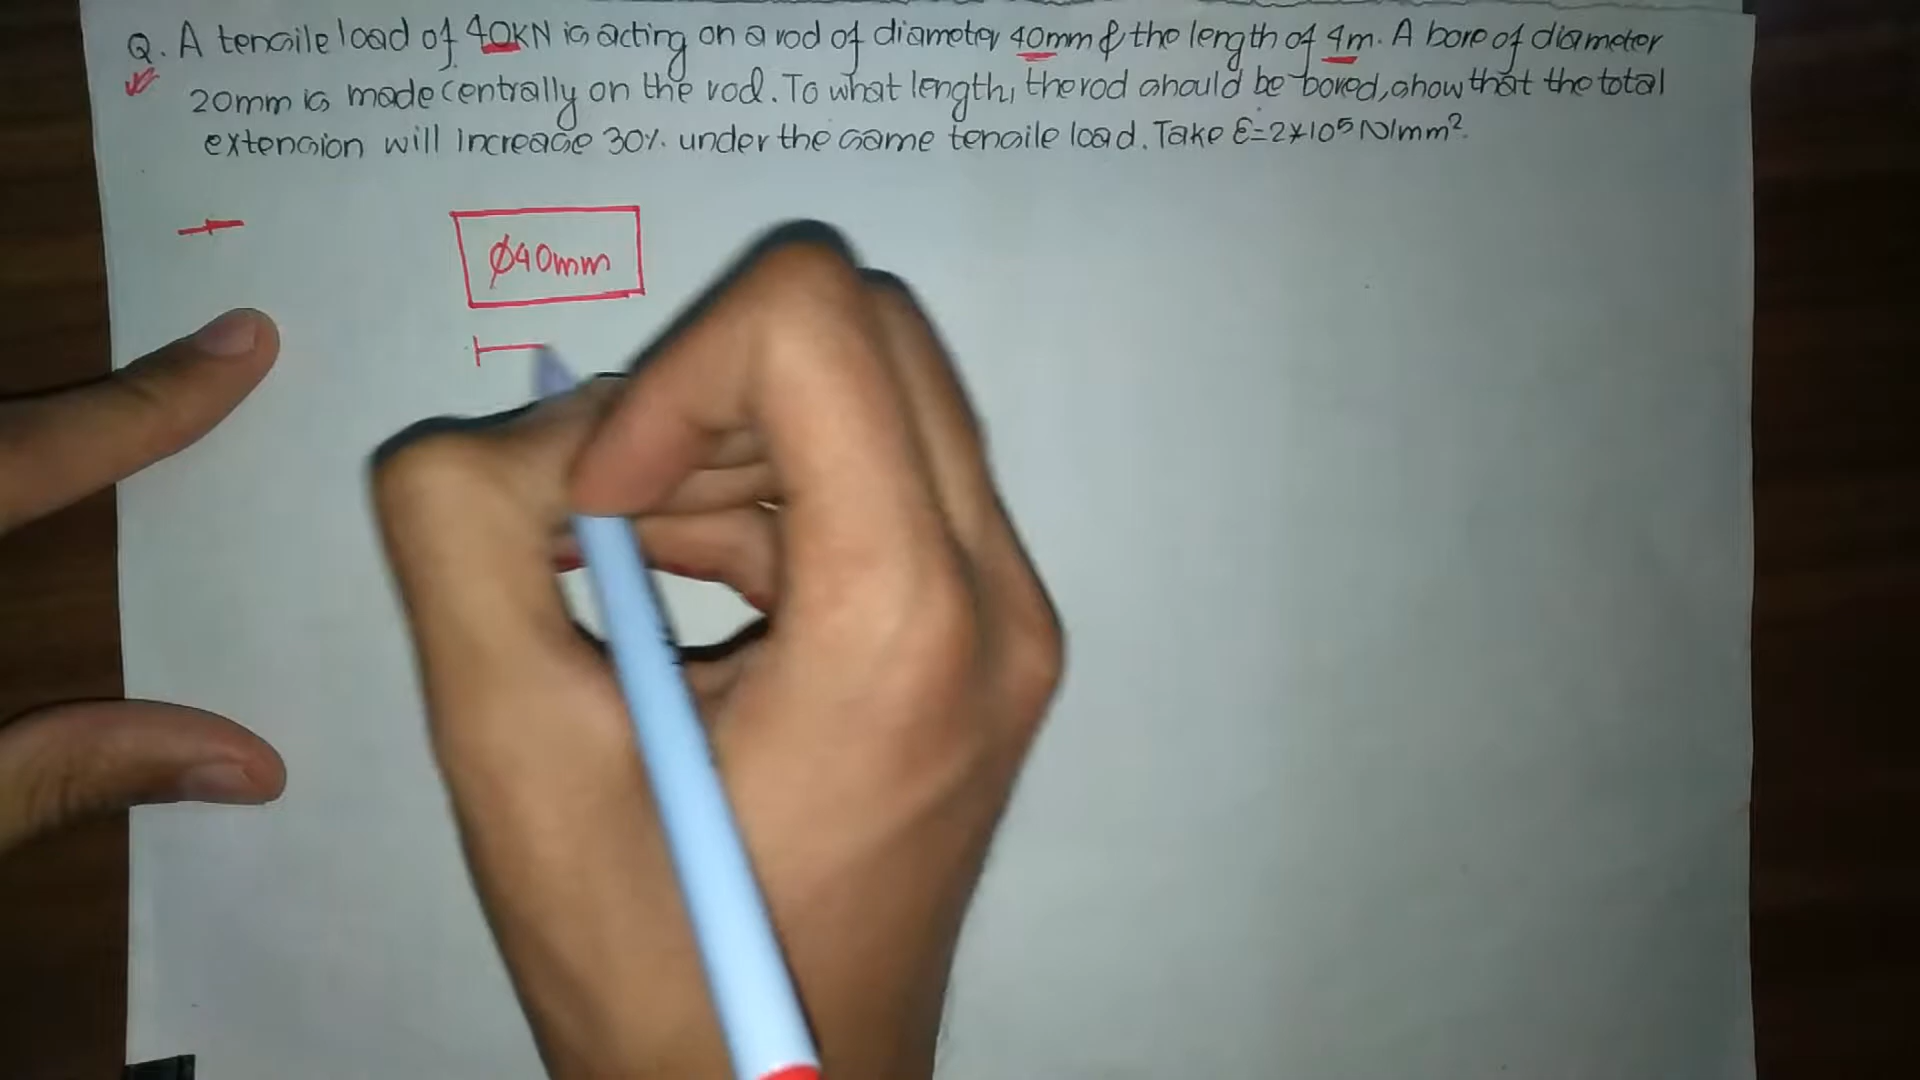 Q. A tensile load of 40KN is acting on a rod of diameter 40mm & the length of 4m. A bore of diameter
20mm is made centrally on the rod. To what length, the rod should be bored, show that the total
extension will increase 30% under the same tensile load. Take E=2*10⁵ N/mm².
Ø40mm